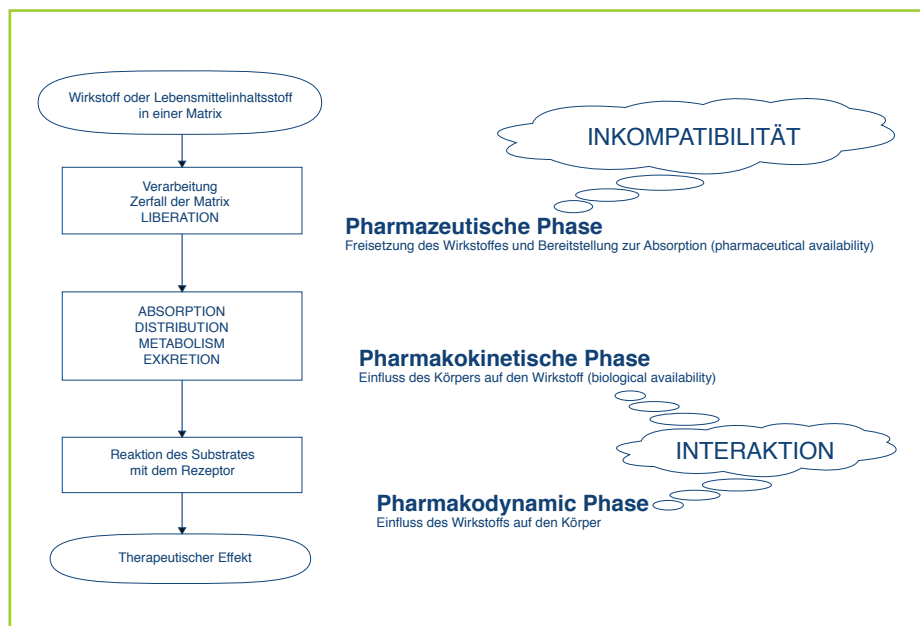 Wirkstoff oder Lebensmittelinhaltsstoff
in einer Matrix
INKOMPATIBILITÄT
Verarbeitung
Zerfall der Matrix
LIBERATION
Pharmazeutische Phase
Freisetzung des Wirkstoffes und Bereitstellung zur Absorption (pharmaceutical availability)
ABSORPTION
DISTRIBUTION
METABOLISM
EXKRETION
Pharmakokinetische Phase
Einfluss des Körpers auf den Wirkstoff (biological availability)
INTERAKTION
Reaktion des Substrates
mit dem Rezeptor
Pharmakodynamic Phase
Einfluss des Wirkstoffs auf den Körper
Therapeutischer Effekt